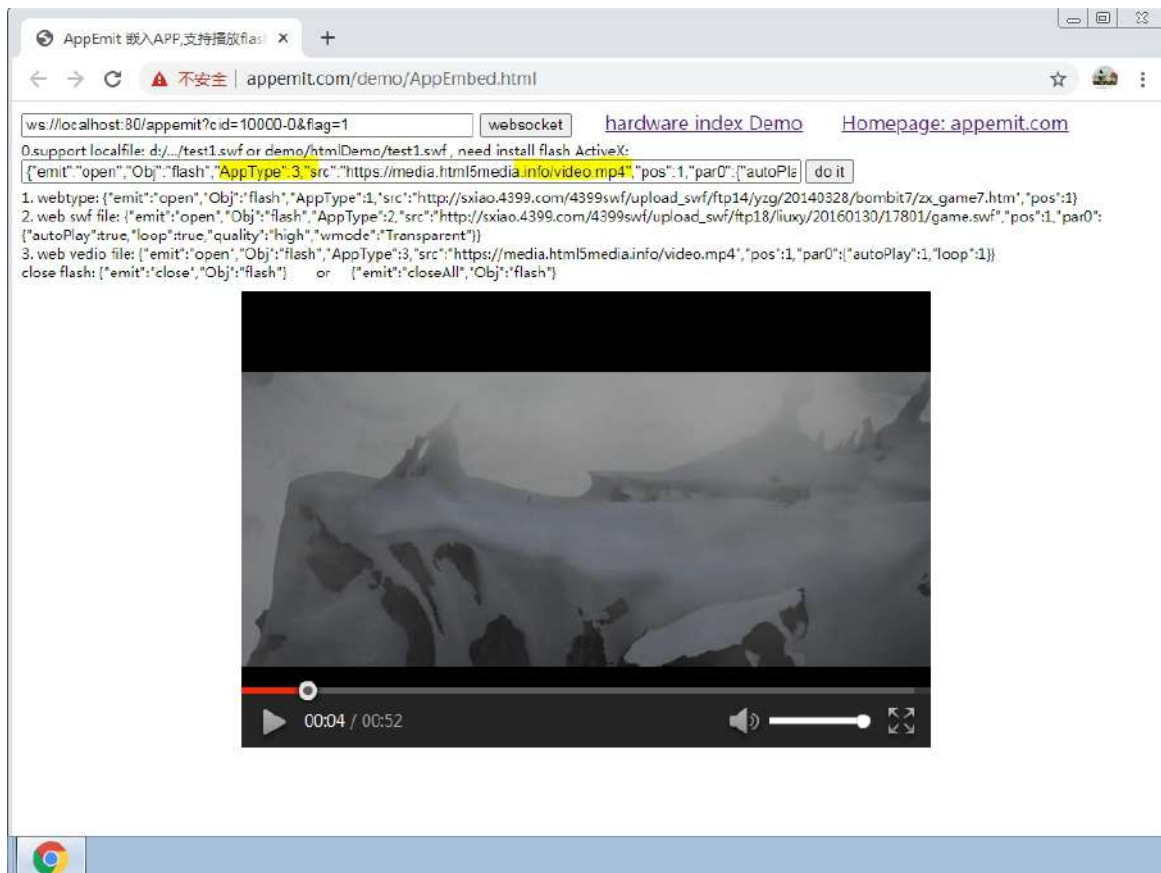 AppEmit 嵌入APP,支持播放flas
不安全 appemit.com/demo/AppEmbed.html
ws://localhost:80/appemit?cid=10000-0&flag=1 websocket hardware index Demo Homepage: appemit.com
0.support localfile: d:/.../test1.swf or demo/htmlDemo/test1.swf , need install flash ActiveX:
{"emit":"open","Obj":"flash","AppType":3,"src":"https://media.html5media.info/video.mp4","pos":1,"par0":{"autoPla do it
1. webtype: {"emit":"open","Obj":"flash","AppType":1,"src":"http://sxiao.4399.com/4399swf/upload_swf/ftp14/yzg/20140328/bombit7/zx_game7.htm","pos":1}
2. web swf file: {"emit":"open","Obj":"flash","AppType":2,"src":"http://sxiao.4399.com/4399swf/upload_swf/ftp18/liuxy/20160130/17801/game.swf","pos":1,"par0":
{"autoPlay":true,"loop":true,"quality":"high","wmode":"Transparent"}}
3. web vedio file: {"emit":"open","Obj":"flash","AppType":3,"src":"https://media.html5media.info/video.mp4","pos":1,"par0":{"autoPlay":1,"loop":1}}
close flash: {"emit":"close","Obj":"flash"} or {"emit":"closeAll","Obj":"flash"}
00:04 / 00:52